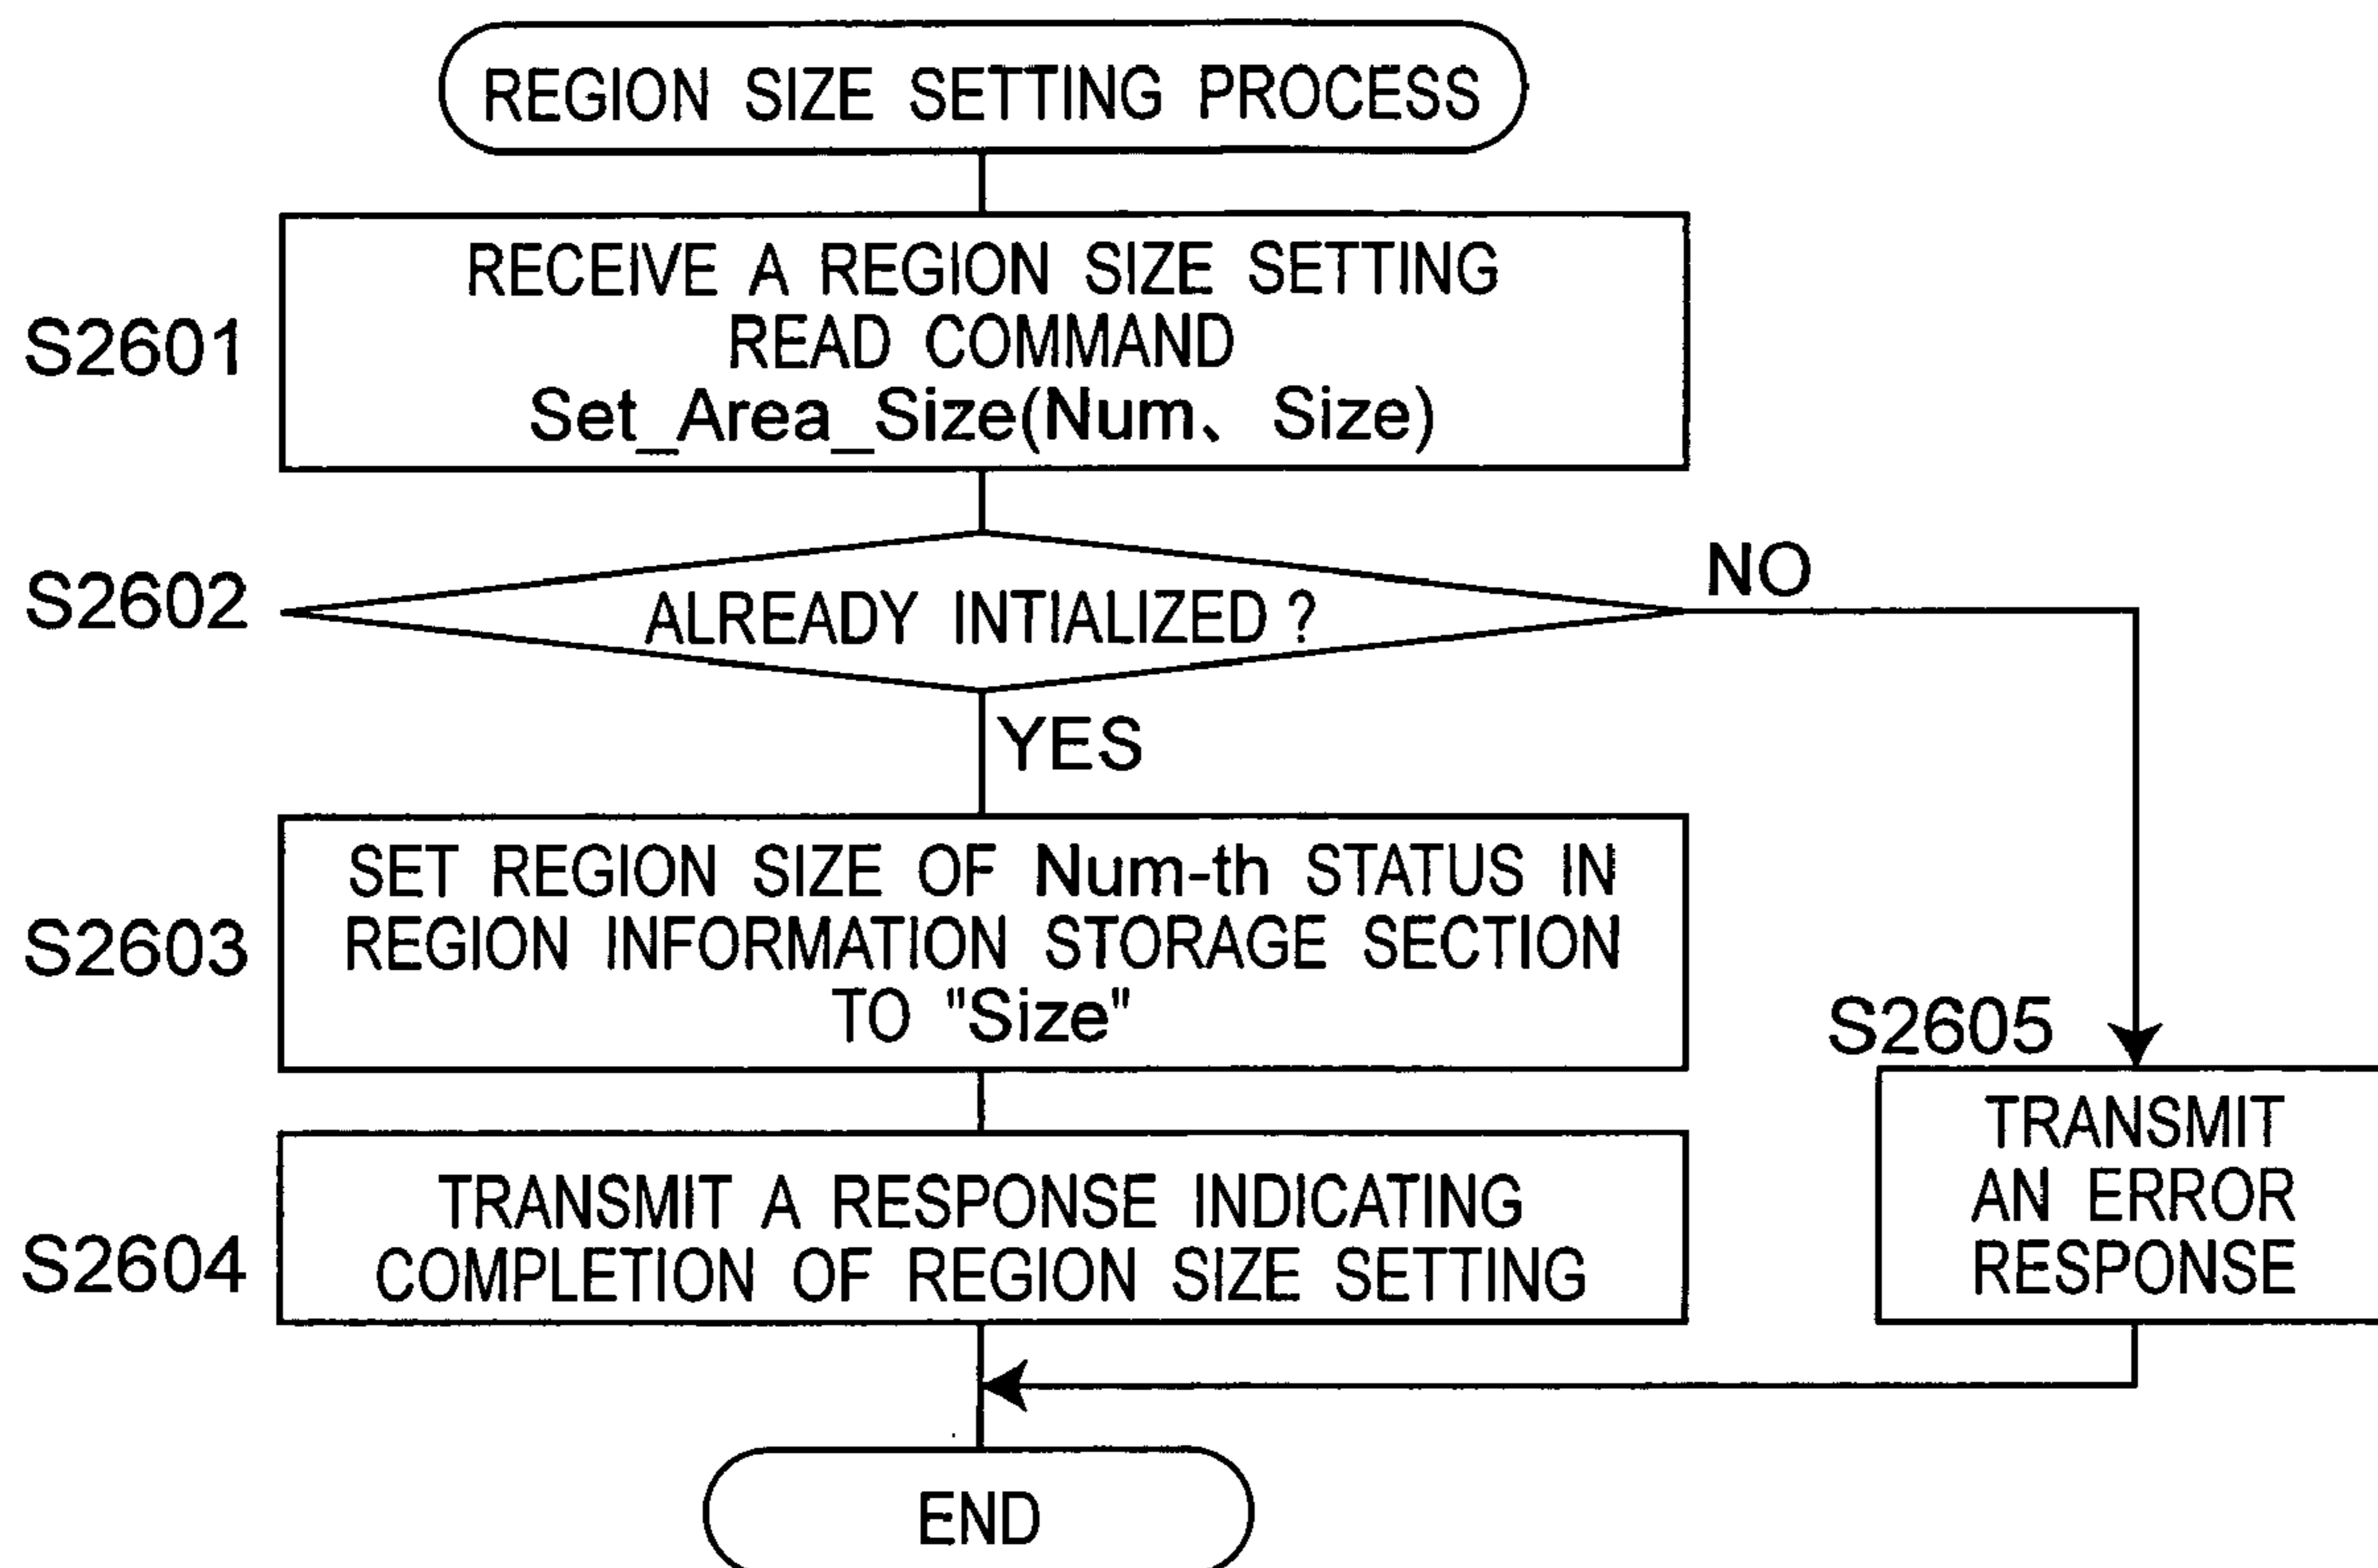 REGION SIZE SETTING PROCESS
S2601
RECEIVE A REGION SIZE SETTING
READ COMMAND
Set_Area_Size(Num、 Size)
S2602
ALREADY INTIALIZED ?
NO
YES
S2603
SET REGION SIZE OF Num-th STATUS IN
REGION INFORMATION STORAGE SECTION
TO "Size"
S2605
TRANSMIT
AN ERROR
RESPONSE
S2604
TRANSMIT A RESPONSE INDICATING
COMPLETION OF REGION SIZE SETTING
END